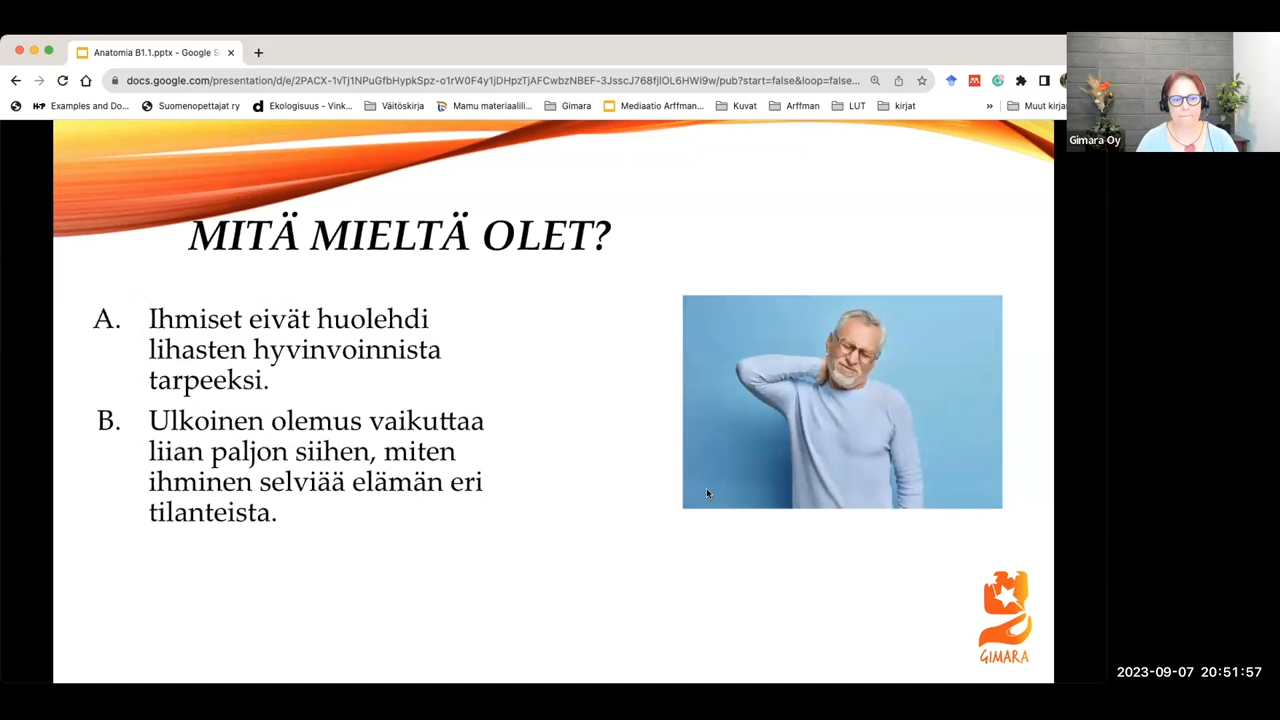 Anatomia B1.1.pptx - Google S
docs.google.com/presentation/d/e/2PACX-1vTj1NPuGfbHypkSpz-o1rW0F4y1jDHpzTjAFCwbzNBEF-3JsscJ768fjlOL6HWi9w/pub?start=false&loop=false...
Examples and Do...
Suomenopettajat ry
Ekologisuus - Vink...
Väitöskirja
Mamu materiaalili...
Gimara
Mediaatio Arffman...
Kuvat
Arffman
LUT
kirjat
»
Muut kirja
Gimara Oy
MITÄ MIELTÄ OLET?
A. Ihmiset eivät huolehdi
lihasten hyvinvoinnista
tarpeeksi.
B. Ulkoinen olemus vaikuttaa
liian paljon siihen, miten
ihminen selviää elämän eri
tilanteista.
GIMARA
2023-09-07 20:51:57